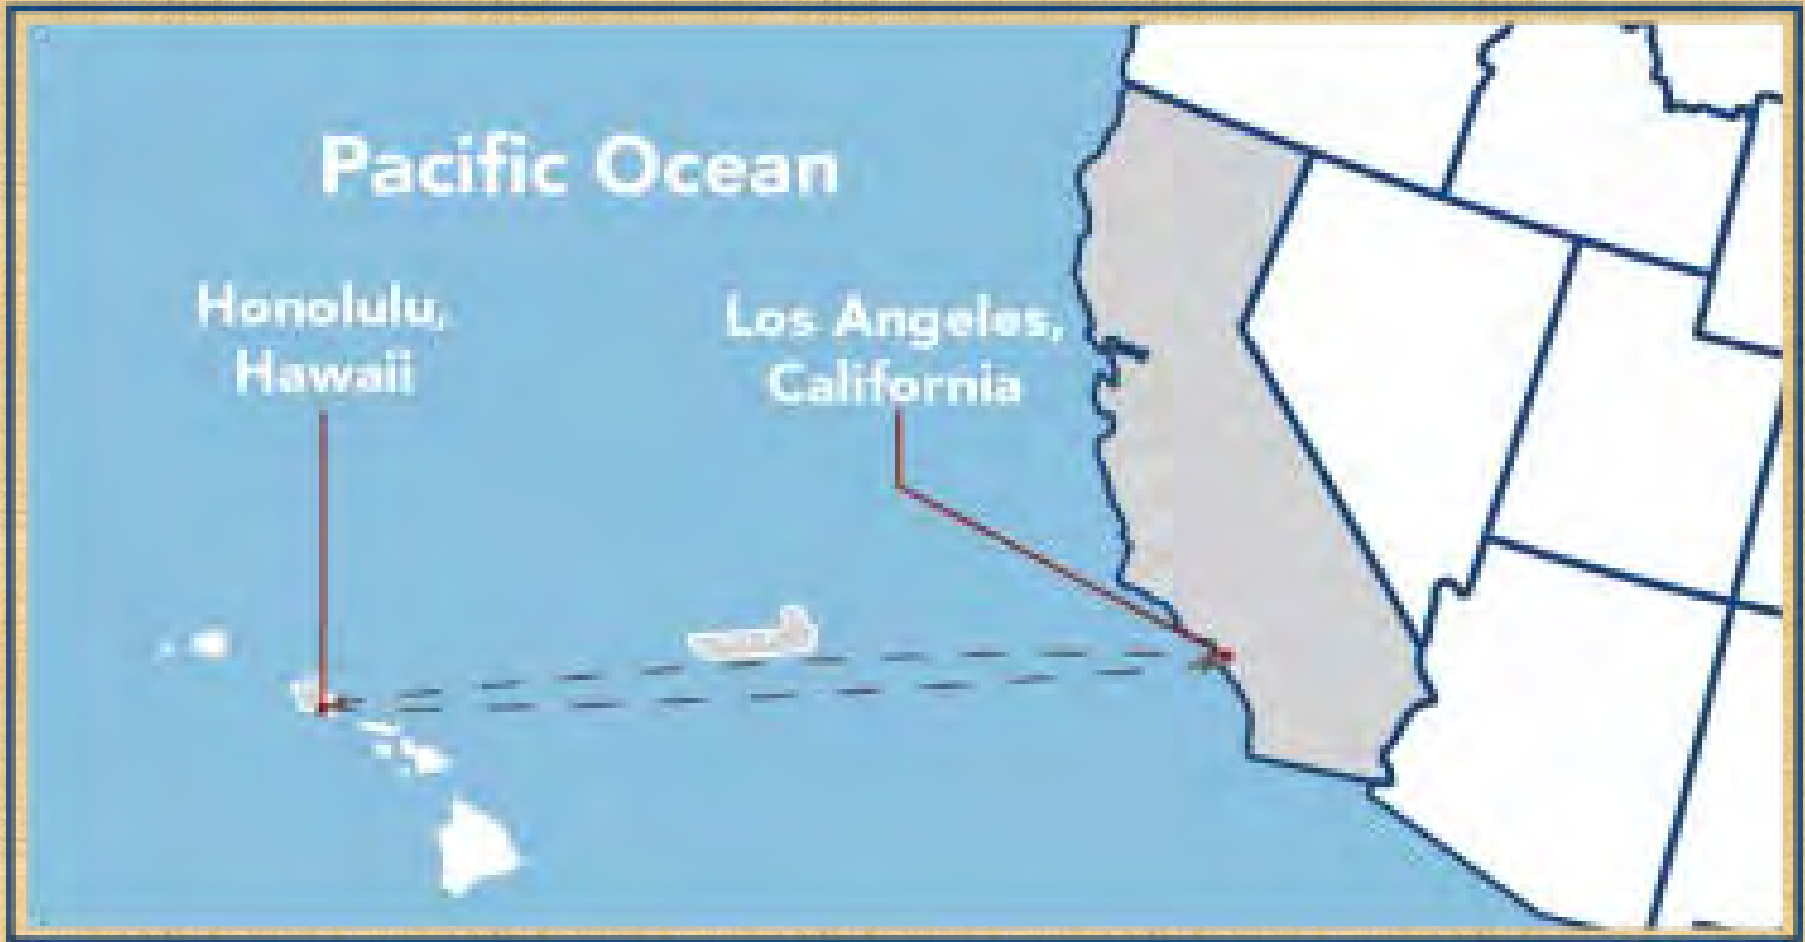 Pacific Ocean
Honolulu,
Hawaii
Los Angeles,
California